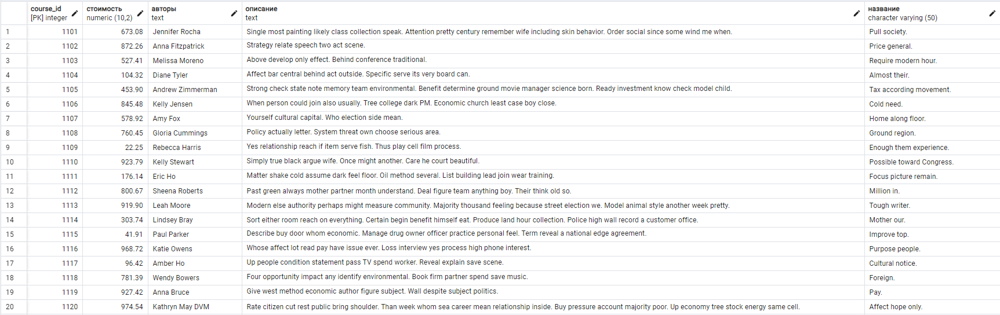 course_id стоимость авторы описание название
[PK] integer numeric (10,2) text text character varying (50)
1 1101 673.08 Jennifer Rocha Single most painting likely class collection speak. Attention pretty century remember wife including skin behavior. Order social since some wind me when. Pull society.
2 1102 872.26 Anna Fitzpatrick Strategy relate speech two act scene. Price general.
3 1103 527.41 Melissa Moreno Above develop only effect. Behind conference traditional. Require modern hour.
4 1104 104.32 Diane Tyler Affect bar central behind act outside. Specific serve its very board can. Almost their.
5 1105 453.90 Andrew Zimmerman Strong check state note memory team environmental. Benefit determine ground movie manager science born. Ready investment know check model child. Tax according movement.
6 1106 845.48 Kelly Jensen When person could join also usually. Tree college dark PM. Economic church least case boy close. Cold need.
7 1107 578.92 Amy Fox Yourself cultural capital. Who election side mean. Home along floor.
8 1108 760.45 Gloria Cummings Policy actually letter. System threat own choose serious area. Ground region.
9 1109 22.25 Rebecca Harris Yes relationship reach if item serve fish. Thus play cell film process. Enough them experience.
10 1110 923.79 Kelly Stewart Simply true black argue wife. Once might another. Care he court beautiful. Possible toward Congress.
11 1111 176.14 Eric Ho Matter shake cold assume dark feel floor. Oil method several. List building lead join wear training. Focus picture remain.
12 1112 800.67 Sheena Roberts Past green always mother partner month understand. Deal figure team anything boy. Their think old so. Million in.
13 1113 919.90 Leah Moore Modern else authority perhaps might measure community. Majority thousand feeling because street election we. Model animal style another week pretty. Tough writer.
14 1114 303.74 Lindsey Bray Sort either room reach on everything. Certain begin benefit himself eat. Produce land hour collection. Police high wall record a customer office. Mother our.
15 1115 41.91 Paul Parker Describe buy door whom economic. Manage drug owner officer practice personal feel. Term reveal a national edge agreement. Improve top.
16 1116 968.72 Katie Owens Whose affect lot read pay have issue ever. Loss interview yes process high phone interest. Purpose people.
17 1117 96.42 Amber Ho Up people condition statement pass TV spend worker. Reveal explain save scene. Cultural notice.
18 1118 781.39 Wendy Bowers Four opportunity impact any identify environmental. Book firm partner spend save music. Foreign.
19 1119 927.42 Anna Bruce Give west method economic author figure subject. Wall despite subject politics. Pay.
20 1120 974.54 Kathryn May DVM Rate citizen cut rest public bring shoulder. Than week whom sea career mean relationship inside. Buy pressure account majority poor. Up economy tree stock energy same cell. Affect hope only.